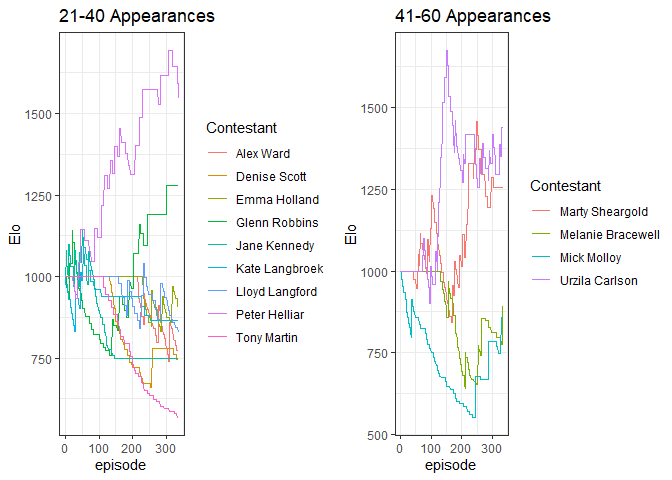 21-40 Appearances
Elo
1500
1250
1000
750
0 100 200 300
episode
Contestant
Alex Ward
Denise Scott
Emma Holland
Glenn Robbins
Jane Kennedy
Kate Langbroek
Lloyd Langford
Peter Helliar
Tony Martin
41-60 Appearances
Elo
1500
1250
1000
750
500
0 100 200 300
episode
Contestant
Marty Sheargold
Melanie Bracewell
Mick Molloy
Urzila Carlson